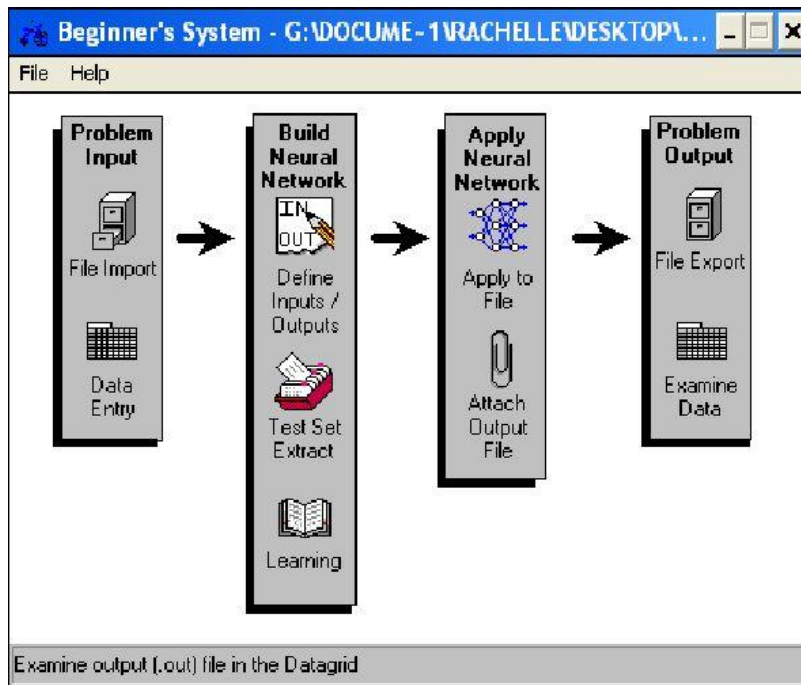 Beginner's System - G:\DOCUME~1\RACHELLE\DESKTOP\...
File Help
Problem
Input
File Import
Data
Entry
Build
Neural
Network
IN
OUT
Define
Inputs /
Outputs
Test Set
Extract
Learning
Apply
Neural
Network
Apply to
File
Attach
Output
File
Problem
Output
File Export
Examine
Data
Examine output (.out) file in the Datagrid